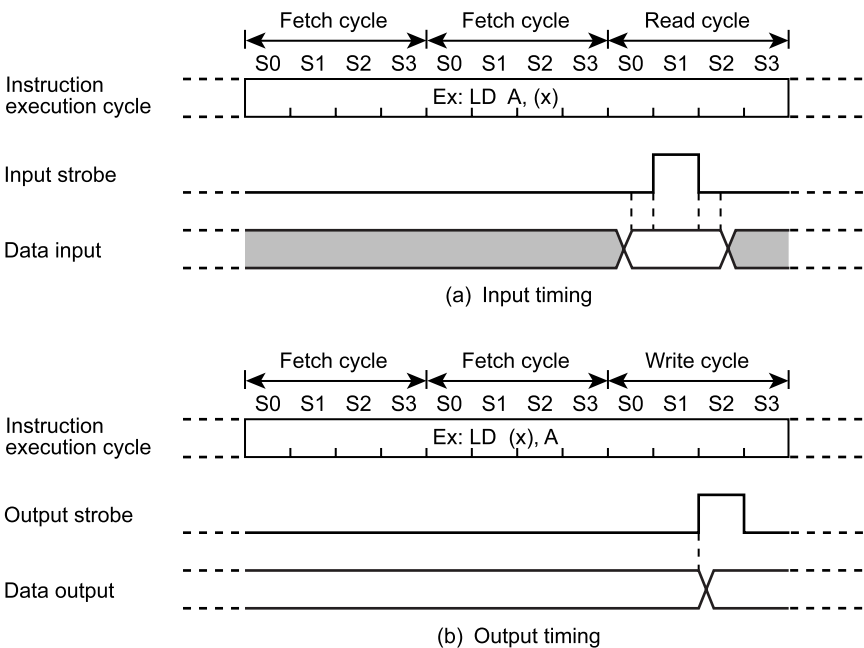 Fetch cycle Fetch cycle Read cycle
S0 S1 S2 S3 S0 S1 S2 S3 S0 S1 S2 S3
Instruction
execution cycle
Ex: LD A, (x)
Input strobe
Data input
(a) Input timing
Fetch cycle Fetch cycle Write cycle
S0 S1 S2 S3 S0 S1 S2 S3 S0 S1 S2 S3
Instruction
execution cycle
Ex: LD (x), A
Output strobe
Data output
(b) Output timing